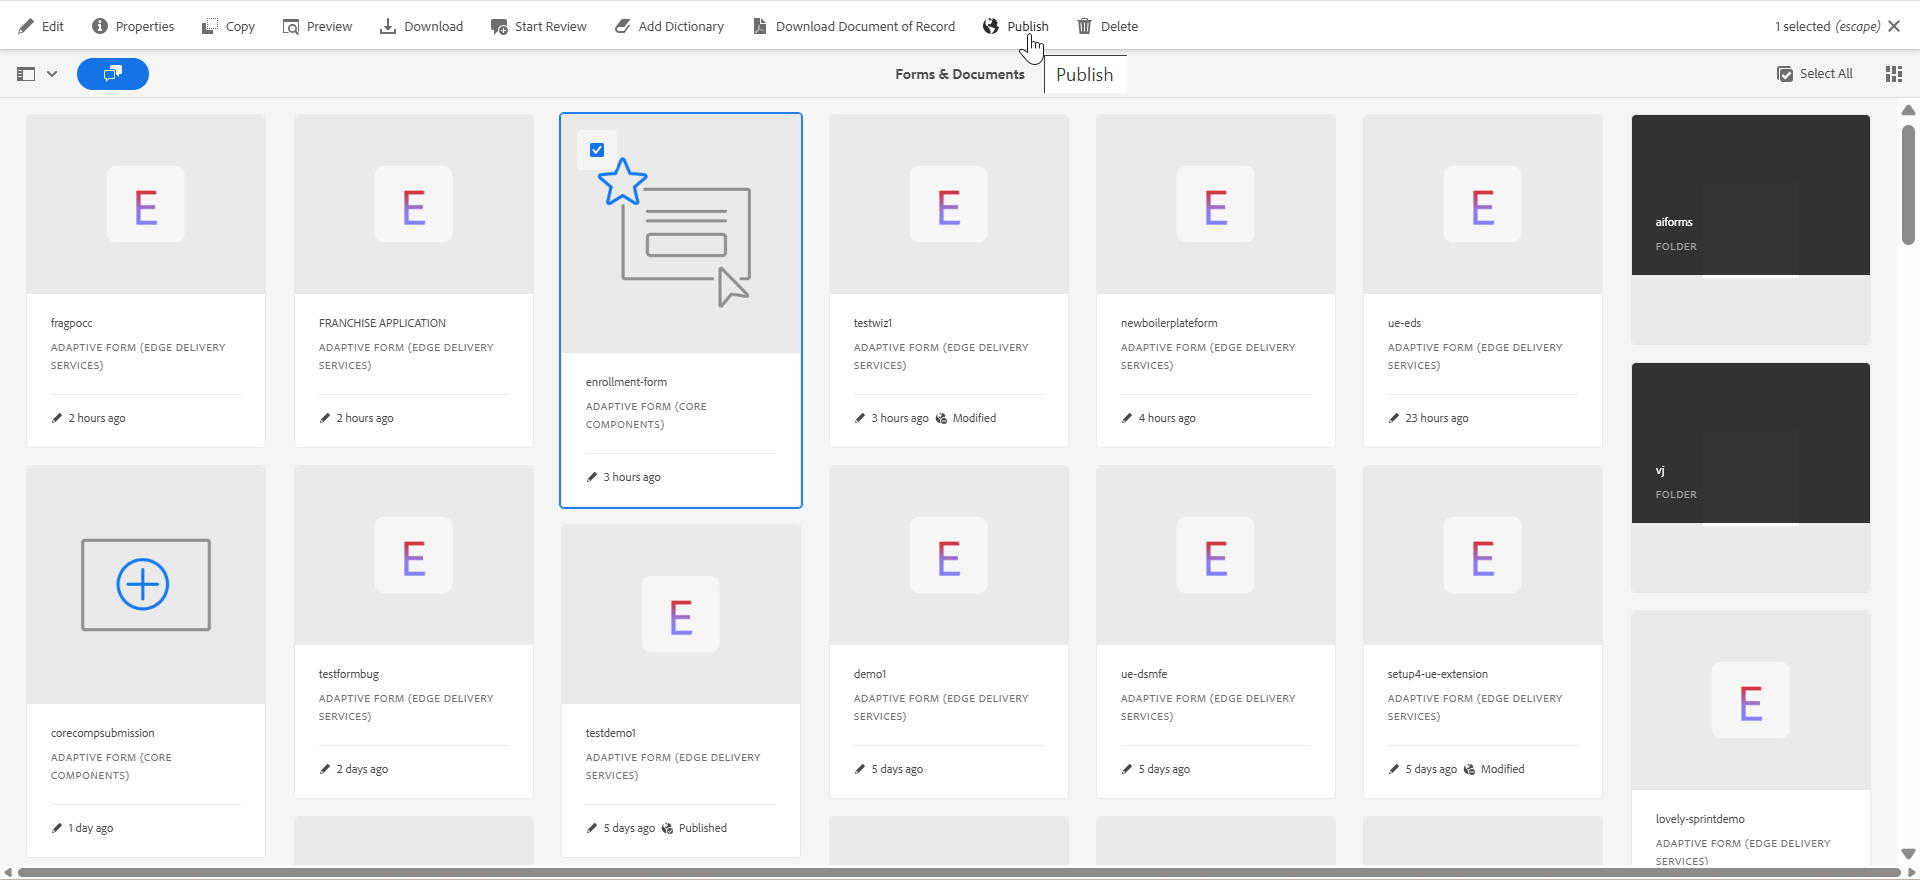 Edit Properties Copy Preview Download Start Review Add Dictionary Download Document of Record Publish Delete 1 selected (escape)
Forms & Documents Publish Select All
E
fragpocc
ADAPTIVE FORM (EDGE DELIVERY
SERVICES)
2 hours ago
E
FRANCHISE APPLICATION
ADAPTIVE FORM (EDGE DELIVERY
SERVICES)
2 hours ago
enrollment-form
ADAPTIVE FORM (CORE
COMPONENTS)
3 hours ago
E
testwiz1
ADAPTIVE FORM (EDGE DELIVERY
SERVICES)
3 hours ago Modified
E
newboilerplateform
ADAPTIVE FORM (EDGE DELIVERY
SERVICES)
4 hours ago
E
ue-eds
ADAPTIVE FORM (EDGE DELIVERY
SERVICES)
23 hours ago
aiforms
FOLDER
vj
FOLDER
corecompsubmission
ADAPTIVE FORM (CORE
COMPONENTS)
1 day ago
E
testformbug
ADAPTIVE FORM (EDGE DELIVERY
SERVICES)
2 days ago
E
testdemo1
ADAPTIVE FORM (EDGE DELIVERY
SERVICES)
5 days ago Published
E
demo1
ADAPTIVE FORM (EDGE DELIVERY
SERVICES)
5 days ago
E
ue-dsmfe
ADAPTIVE FORM (EDGE DELIVERY
SERVICES)
5 days ago
E
setup4-ue-extension
ADAPTIVE FORM (EDGE DELIVERY
SERVICES)
5 days ago Modified
E
lovely-sprintdemo
ADAPTIVE FORM (EDGE DELIVERY
SERVICES)